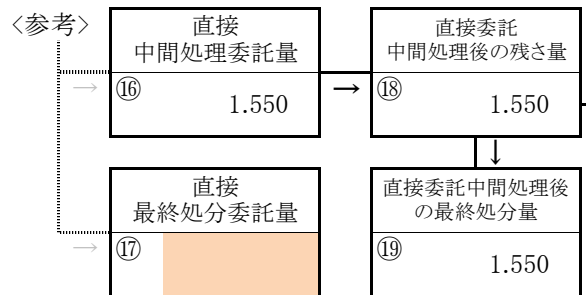 〈参考〉
直接
中間処理委託量
→
⑯
1.550
→
直接委託
中間処理後の残さ量
⑱
1.550
↓
直接
最終処分委託量
→
⑰
直接委託中間処理後
の最終処分量
⑲
1.550